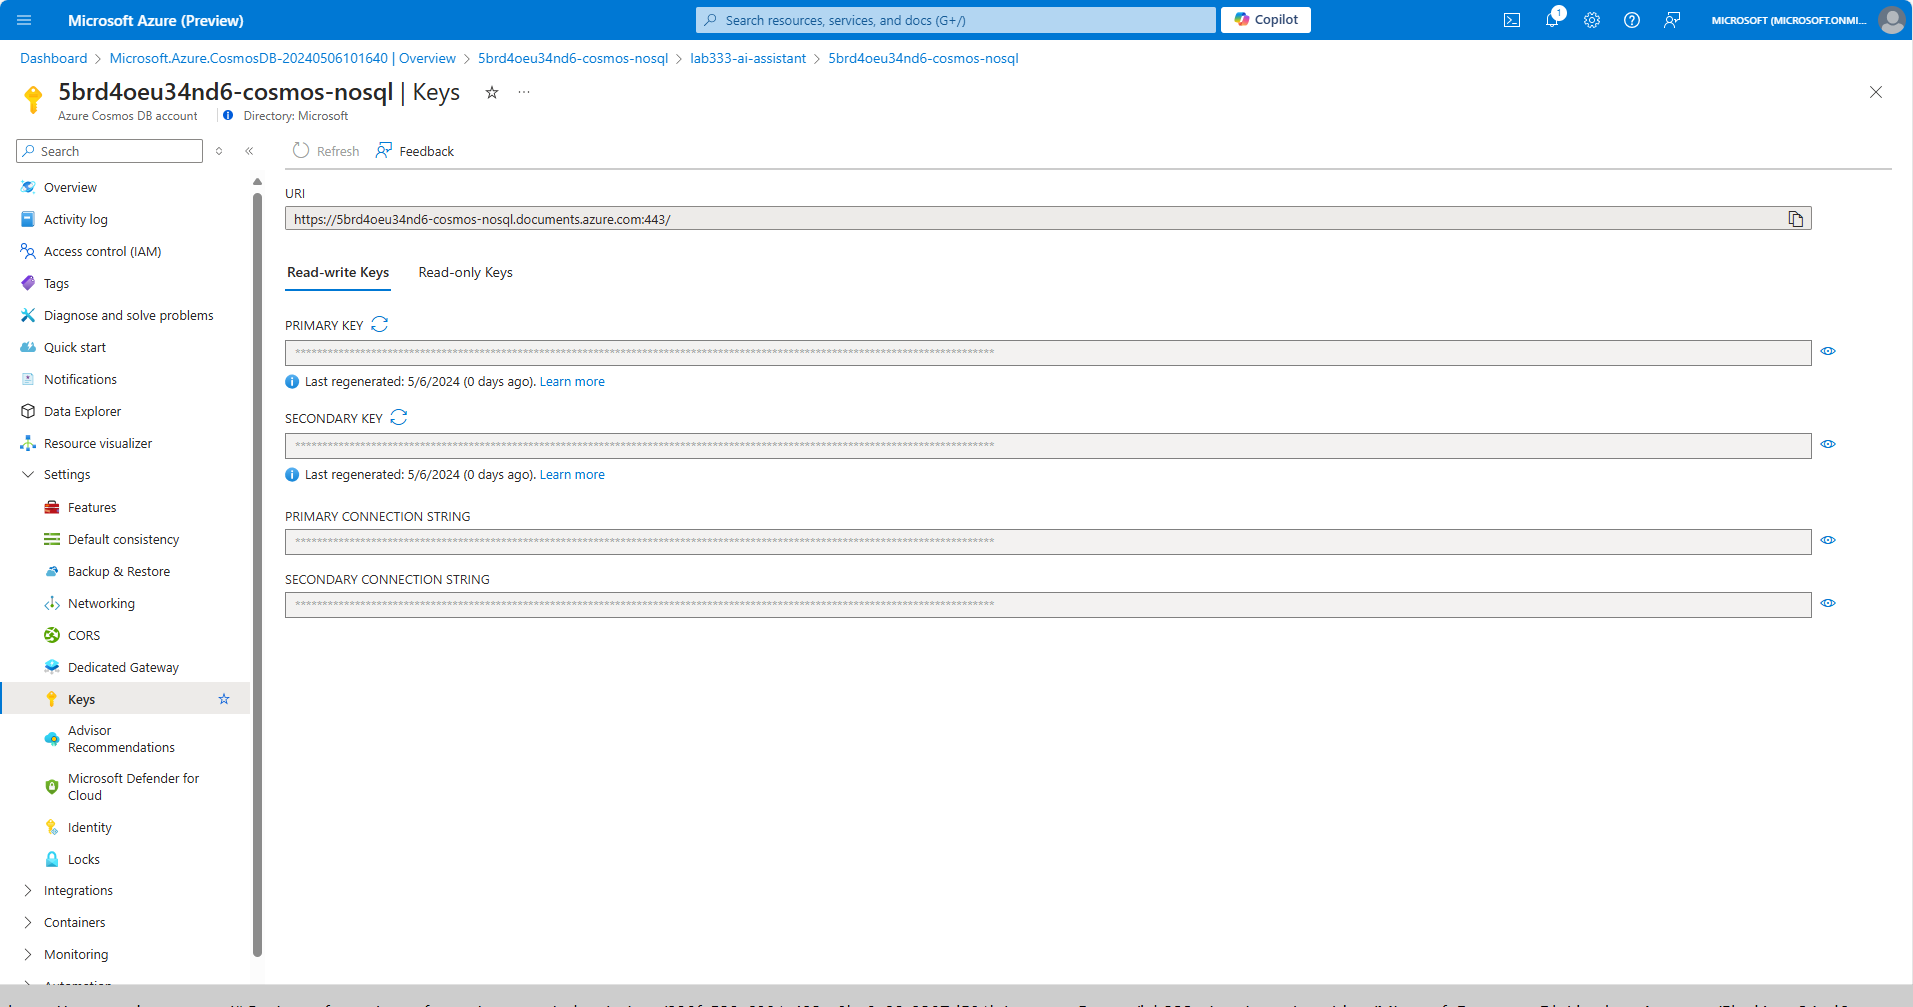 Microsoft Azure (Preview)
Search resources, services, and docs (G+/)
Copilot
1
MICROSOFT (MICROSOFT.ONMI...
Dashboard > Microsoft.Azure.CosmosDB-20240506101640 | Overview > 5brd4oeu34nd6-cosmos-nosql > lab333-ai-assistant > 5brd4oeu34nd6-cosmos-nosql
5brd4oeu34nd6-cosmos-nosql | Keys
Azure Cosmos DB account
Directory: Microsoft
Search
Refresh
Feedback
Overview
Activity log
Access control (IAM)
Tags
Diagnose and solve problems
Quick start
Notifications
Data Explorer
Resource visualizer
Settings
Features
Default consistency
Backup & Restore
Networking
CORS
Dedicated Gateway
Keys
Advisor
Recommendations
Microsoft Defender for
Cloud
Identity
Locks
Integrations
Containers
Monitoring
URI
https://5brd4oeu34nd6-cosmos-nosql.documents.azure.com:443/
Read-write Keys
Read-only Keys
PRIMARY KEY
Last regenerated: 5/6/2024 (0 days ago). Learn more
SECONDARY KEY
Last regenerated: 5/6/2024 (0 days ago). Learn more
PRIMARY CONNECTION STRING
SECONDARY CONNECTION STRING